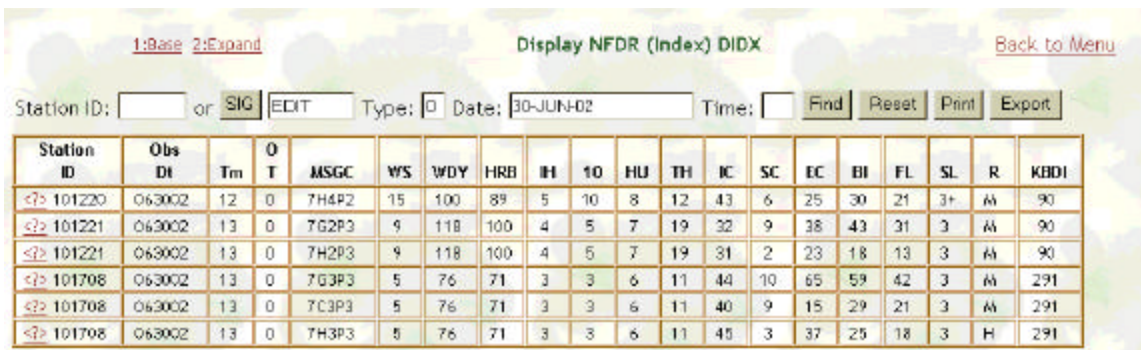 1:Base 2:Expand Display NFDR (Index) DIDX Back to Menu
Station ID: or SIG EDIT Type: O Date: 30-JUN-02 Time: Find Reset Print Export
Station ID Obs Dt Tm O T MSGC WS WDY HRB IH 10 HU TH IC SC EC BI FL SL R KBDI
<?> 101220 063002 12 0 7H4P2 15 100 89 5 10 8 12 43 6 25 30 21 3+ M 90
<?> 101221 063002 13 0 7G2P3 9 118 100 4 5 7 19 32 9 38 43 31 3 M 90
<?> 101221 063002 13 0 7H2P3 9 118 100 4 5 7 19 31 2 23 18 13 3 M 90
<?> 101708 063002 13 0 7G3P3 5 76 71 3 3 6 11 44 10 65 59 42 3 M 291
<?> 101708 063002 13 0 7C3P3 5 76 71 3 3 6 11 40 9 15 29 21 3 M 291
<?> 101708 063002 13 0 7H3P3 5 76 71 3 3 6 11 45 3 37 25 18 3 H 291